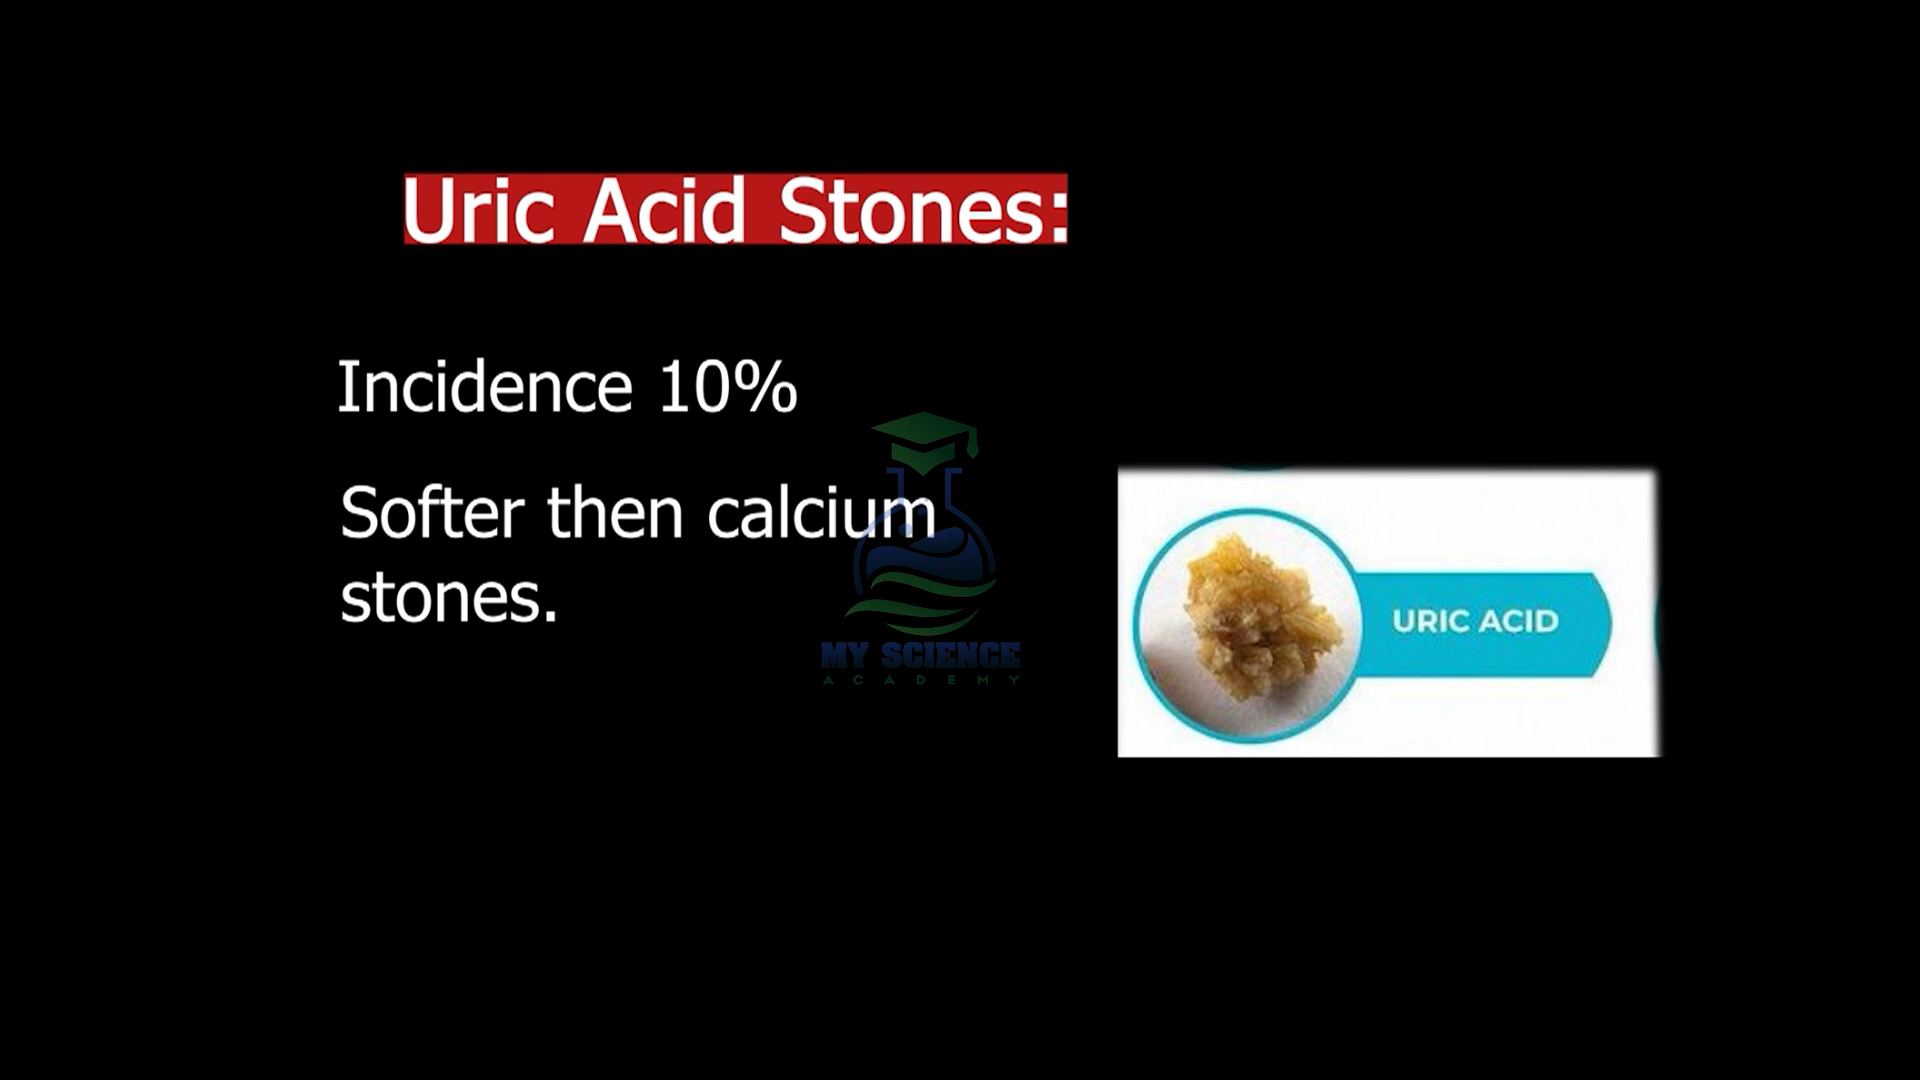 Uric Acid Stones:
Incidence 10%
Softer then calcium
stones.
URIC ACID
MY SCIENCE
ACADEMY